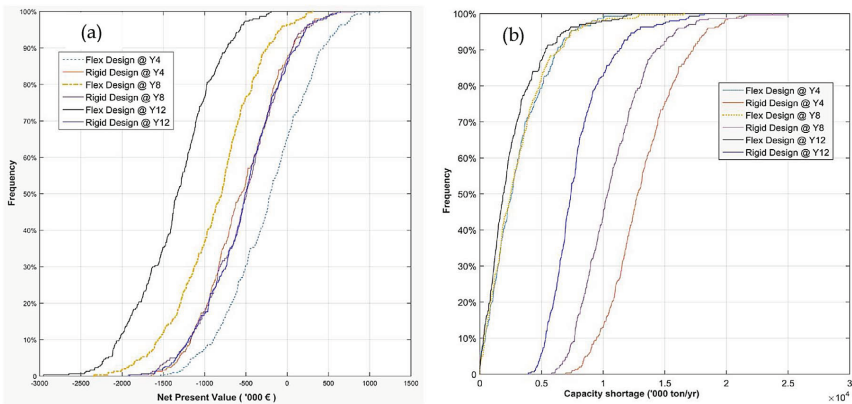 (a)
Flex Design @ Y4
Rigid Design @ Y4
Flex Design @ Y8
Rigid Design @ Y8
Flex Design @ Y12
Rigid Design @ Y12
Frequency
100%
90%
80%
70%
60%
50%
40%
30%
20%
10%
0%
-3000 -2500 -2000 -1500 -1000 -500 0 500 1000 1500
Net Present Value ( '000 € )
(b)
Flex Design @ Y4
Rigid Design @ Y4
Flex Design @ Y8
Rigid Design @ Y8
Flex Design @ Y12
Rigid Design @ Y12
Frequency
100%
90%
80%
70%
60%
50%
40%
30%
20%
10%
0%
0 0.5 1.0 1.5 2.0 2.5 3.0
Capacity shortage ('000 ton/yr)
×10⁴